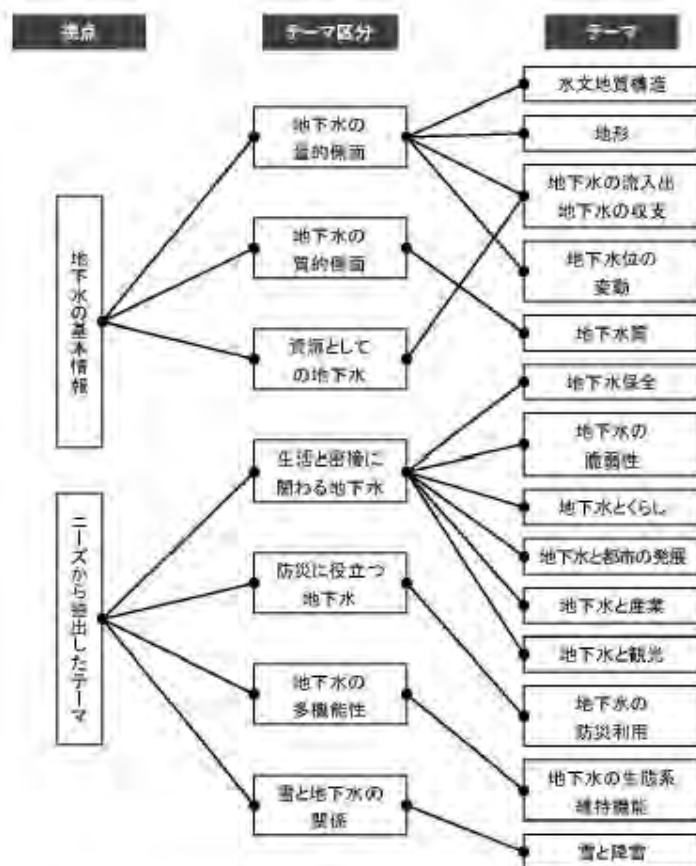 視点
テーマ区分
テーマ
地下水の基本情報
ニーズから抽出したテーマ
地下水の
量的側面
地下水の
質的側面
資源として
の地下水
生活と密接に
関わる地下水
防災に役立つ
地下水
地下水の
多機能性
雪と地下水の
関係
水文地質構造
地形
地下水の流入出
地下水の収支
地下水位の
変動
地下水質
地下水保全
地下水の
脆弱性
地下水とくらし
地下水と都市の発展
地下水と産業
地下水と観光
地下水の
防災利用
地下水の生態系
維持機能
雪と降雪